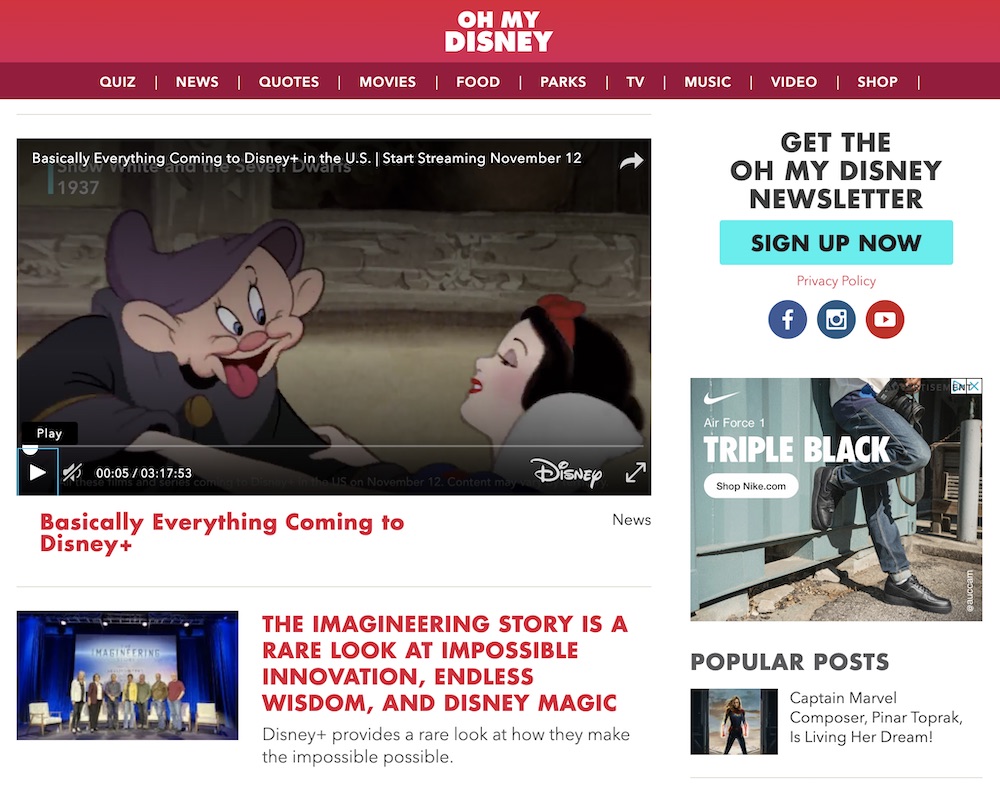 OH MY
DISNEY
QUIZ | NEWS | QUOTES | MOVIES | FOOD | PARKS | TV | MUSIC | VIDEO | SHOP |
Basically Everything Coming to Disney+ in the U.S. | Start Streaming November 12
Snow White and the Seven Dwarfs
1937
Play
00:05 / 03:17:53
Disney
these films and series coming to Disney+ in the US on November 12. Content may
Basically Everything Coming to
Disney+
News
THE IMAGINEERING STORY IS A
RARE LOOK AT IMPOSSIBLE
INNOVATION, ENDLESS
WISDOM, AND DISNEY MAGIC
Disney+ provides a rare look at how they make
the impossible possible.
IMAGINEERING
GET THE
OH MY DISNEY
NEWSLETTER
SIGN UP NOW
Privacy Policy
ADVERTISEMENT
Air Force 1
TRIPLE BLACK
Shop Nike.com
@auccarn
POPULAR POSTS
Captain Marvel
Composer, Pinar Toprak,
Is Living Her Dream!